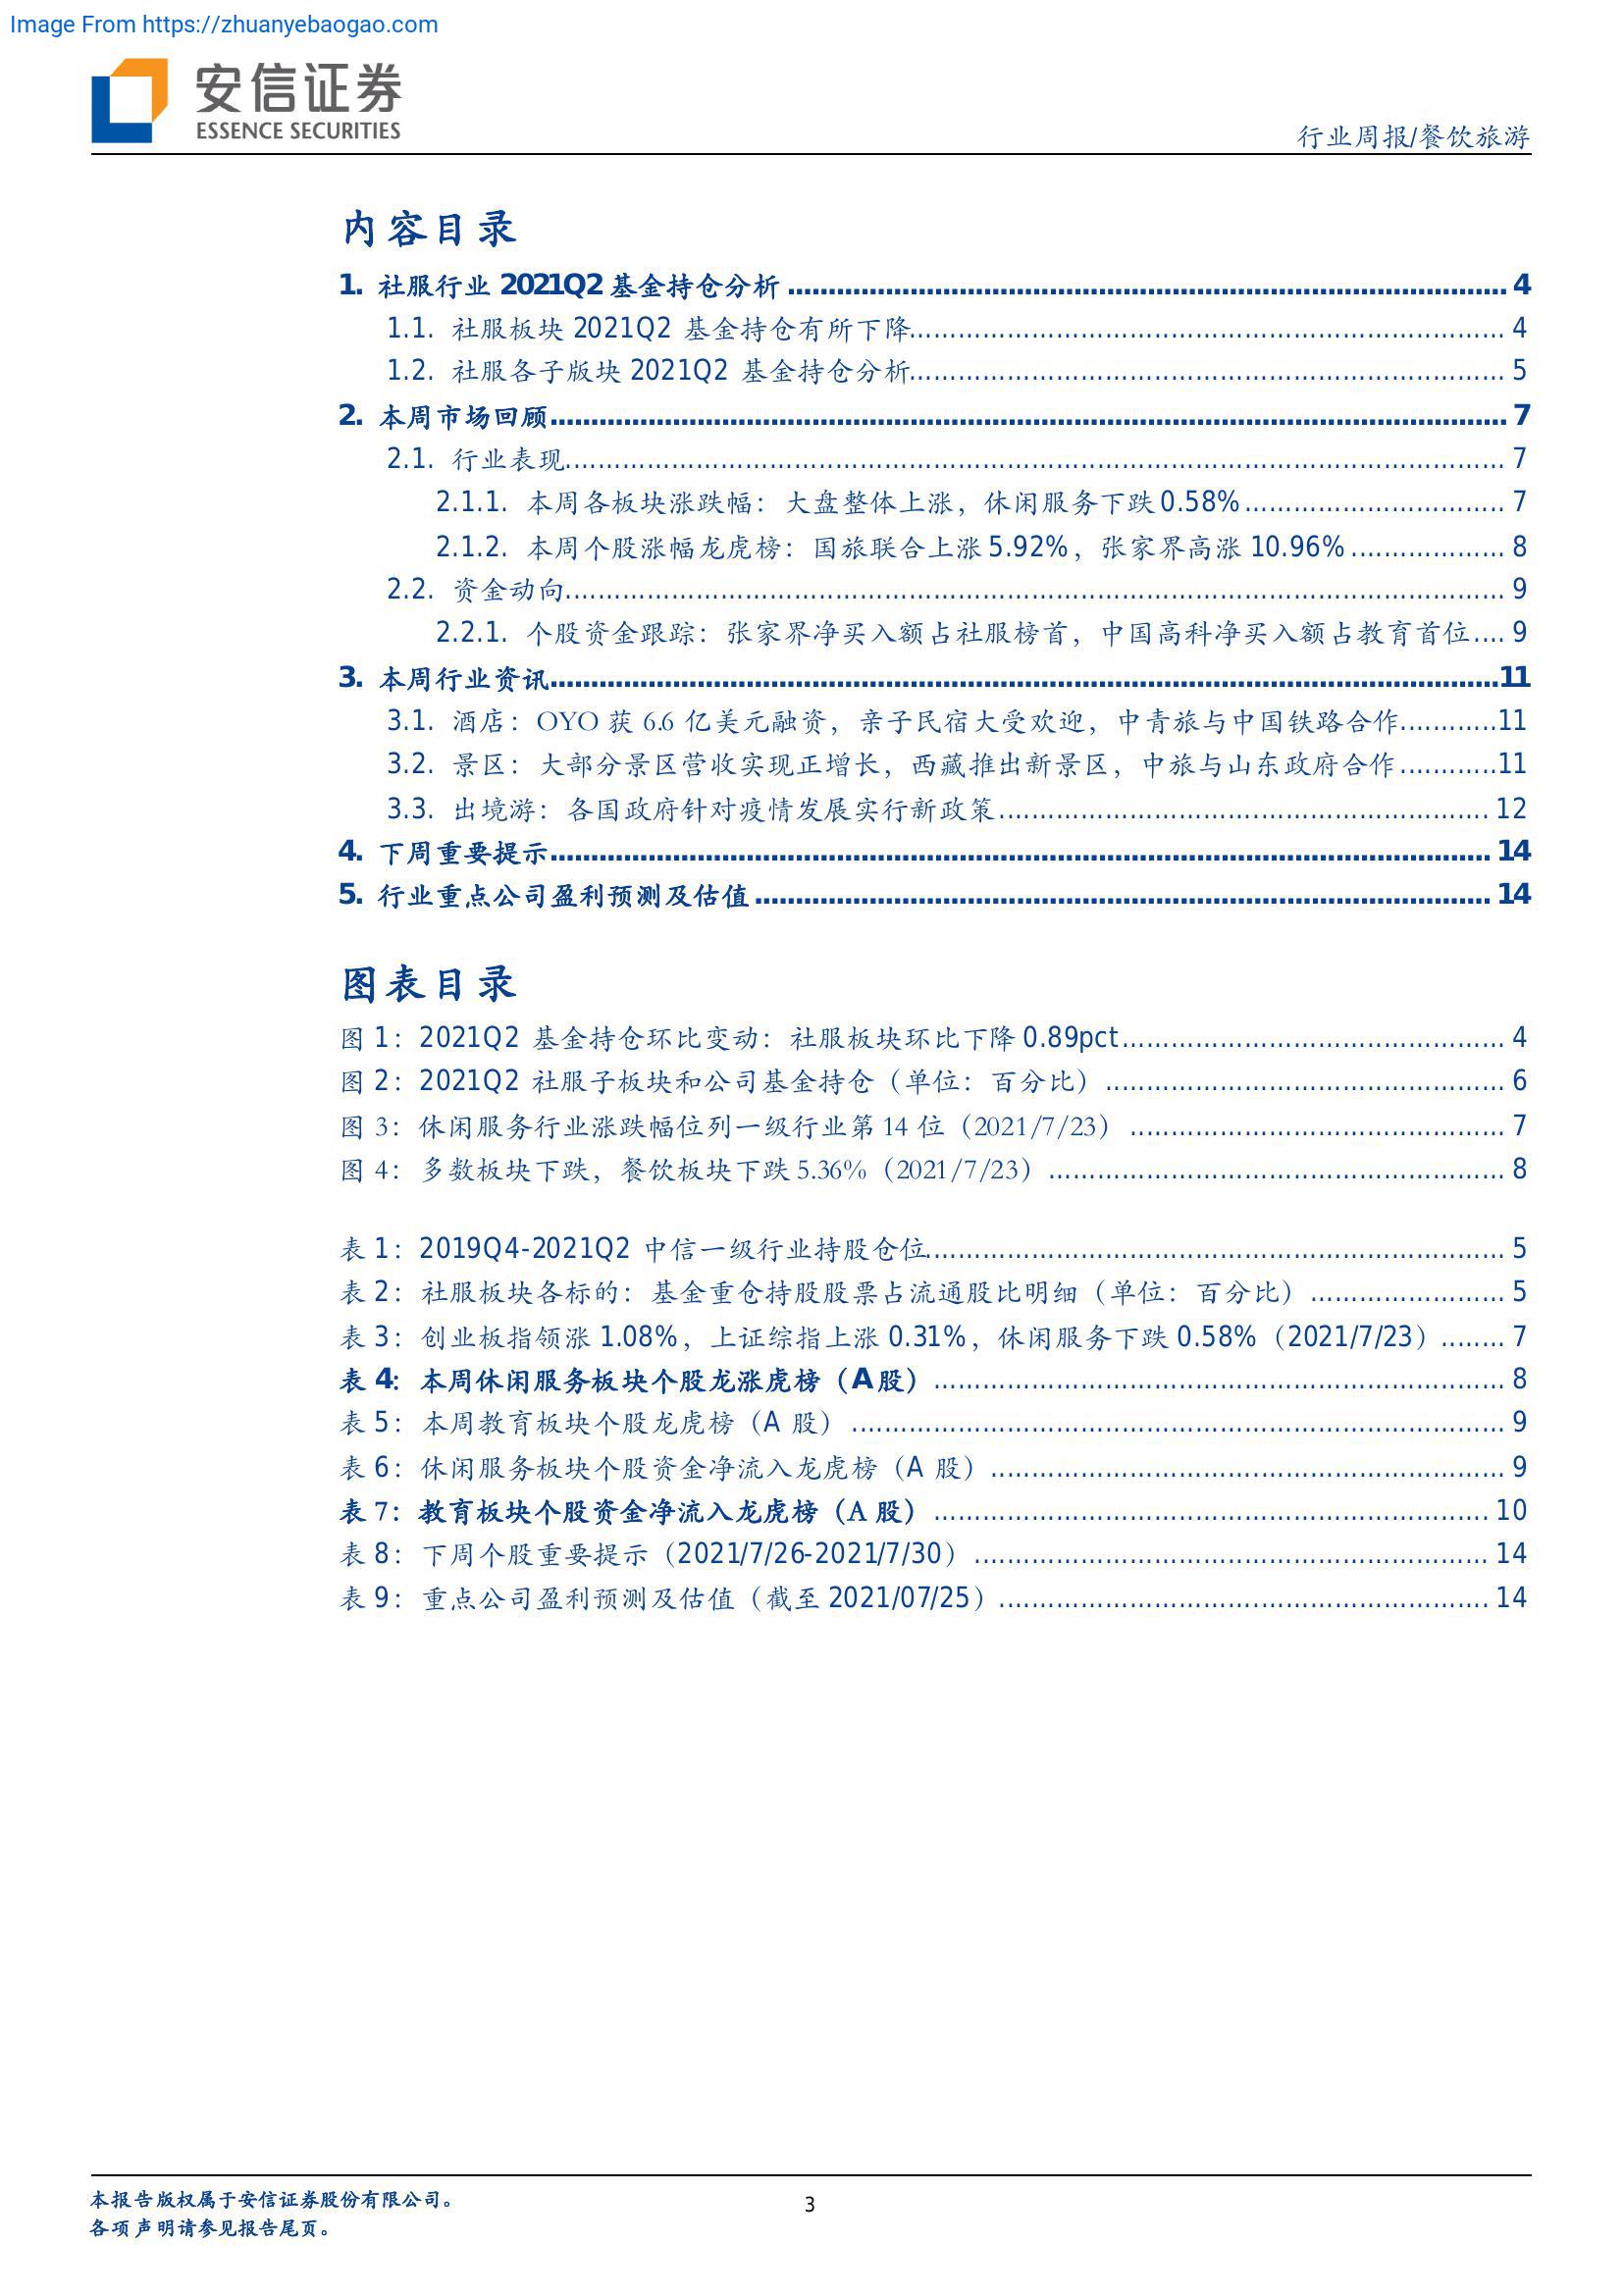 Image From https://zhuanyebaogao.com
安信证券
ESSENCE SECURITIES
行业周报/餐饮旅游
内容目录
1. 社服行业 2021Q2 基金持仓分析 ........................................ 4
1.1. 社服板块 2021Q2 基金持仓有所下降........................................ 4
1.2. 社服各子版块 2021Q2 基金持仓分析........................................ 5
2. 本周市场回顾........................................ 7
2.1. 行业表现........................................ 7
2.1.1. 本周各板块涨跌幅：大盘整体上涨，休闲服务下跌 0.58%........................................ 7
2.1.2. 本周个股涨幅龙虎榜：国旅联合上涨 5.92%，张家界高涨 10.96%.................... 8
2.2. 资金动向........................................ 9
2.2.1. 个股资金跟踪：张家界净买入额占社服榜首，中国高科净买入额占教育首位.... 9
3. 本周行业资讯........................................11
3.1. 酒店：OYO 获 6.6 亿美元融资，亲子民宿大受欢迎，中青旅与中国铁路合作............11
3.2. 景区：大部分景区营收实现正增长，西藏推出新景区，中旅与山东政府合作............11
3.3. 出境游：各国政府针对疫情发展实行新政策........................................ 12
4. 下周重要提示........................................ 14
5. 行业重点公司盈利预测及估值 ........................................ 14
图表目录
图 1：2021Q2 基金持仓环比变动：社服板块环比下降 0.89pct........................................ 4
图 2：2021Q2 社服子板块和公司基金持仓（单位：百分比）........................................ 6
图 3：休闲服务行业涨跌幅位列一级行业第 14 位（2021/7/23）........................................ 7
图 4：多数板块下跌，餐饮板块下跌 5.36%（2021/7/23）........................................ 8
表 1：2019Q4-2021Q2 中信一级行业持股仓位........................................ 5
表 2：社服板块各标的：基金重仓持股股票占流通股比明细（单位：百分比）........................ 5
表 3：创业板指领涨 1.08%，上证综指上涨 0.31%，休闲服务下跌 0.58%（2021/7/23）........ 7
表 4：本周休闲服务板块个股龙涨虎榜（A 股）........................................ 8
表 5：本周教育板块个股龙虎榜（A 股）........................................ 9
表 6：休闲服务板块个股资金净流入龙虎榜（A 股）........................................ 9
表 7：教育板块个股资金净流入龙虎榜（A 股）........................................ 10
表 8：下周个股重要提示（2021/7/26-2021/7/30）........................................ 14
表 9：重点公司盈利预测及估值（截至 2021/07/25）........................................ 14
本报告版权属于安信证券股份有限公司。
3
各项声明请参见报告尾页。